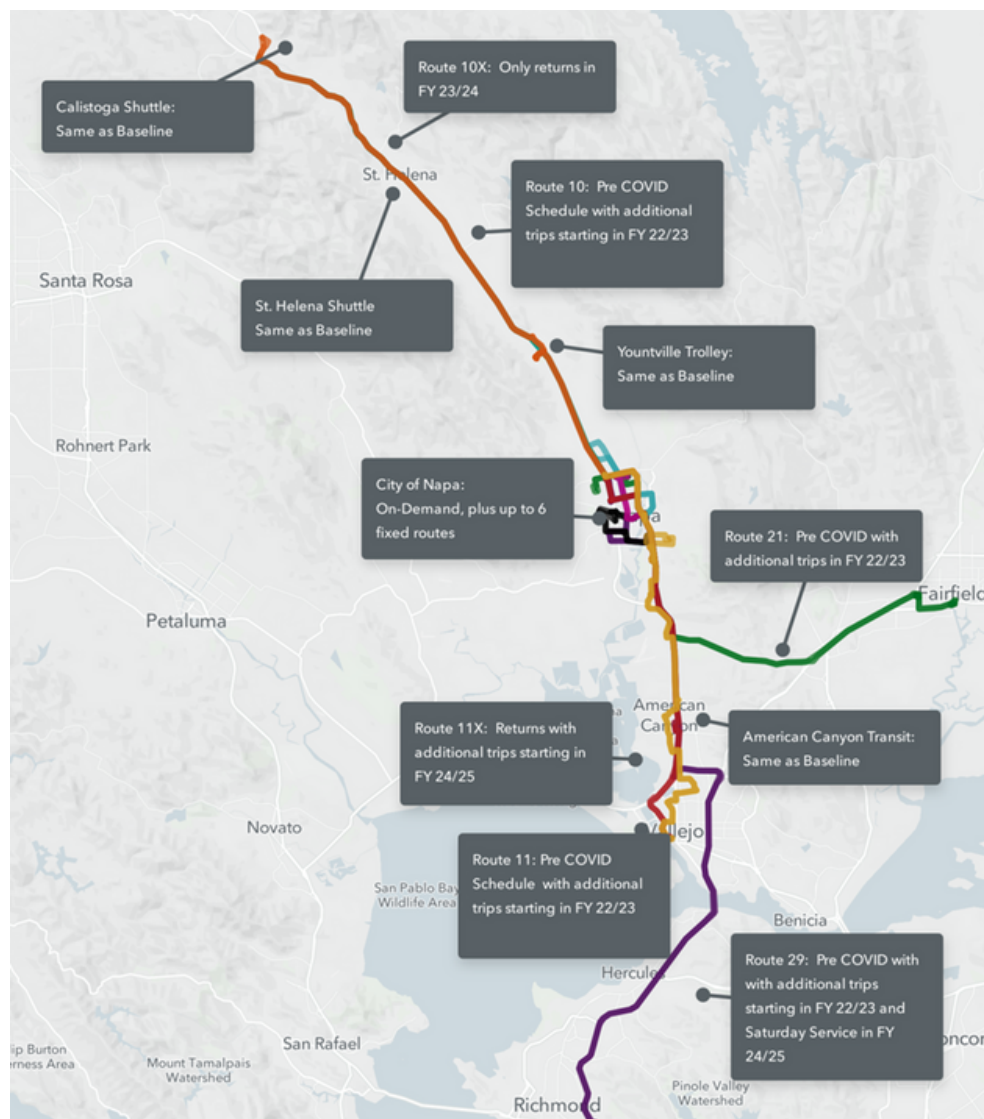 Calistoga Shuttle:
Same as Baseline
Route 10X:  Only returns in
FY 23/24
St. Helena
Route 10:  Pre COVID
Schedule with additional
trips starting in FY 22/23
Santa Rosa
St. Helena Shuttle
Same as Baseline
Yountville Trolley:
Same as Baseline
Rohnert Park
City of Napa:
On-Demand, plus up to 6
fixed routes
Route 21:  Pre COVID with
additional trips in FY 22/23
Fairfield
Petaluma
American
Canyon
Route 11X:  Returns with
additional trips starting in
FY 24/25
American Canyon Transit:
Same as Baseline
Novato
Vallejo
Route 11: Pre COVID
Schedule  with additional
trips starting in FY 22/23
San Pablo Bay
Wildlife Area
Benicia
Route 29:  Pre COVID with
with additional trips
starting in FY 22/23 and
Saturday Service in FY
24/25
Hercules
San Rafael
ip Burton
erness Area
Mount Tamalpais
Watershed
oncor
Pinole Valley
Watershed
Richmond